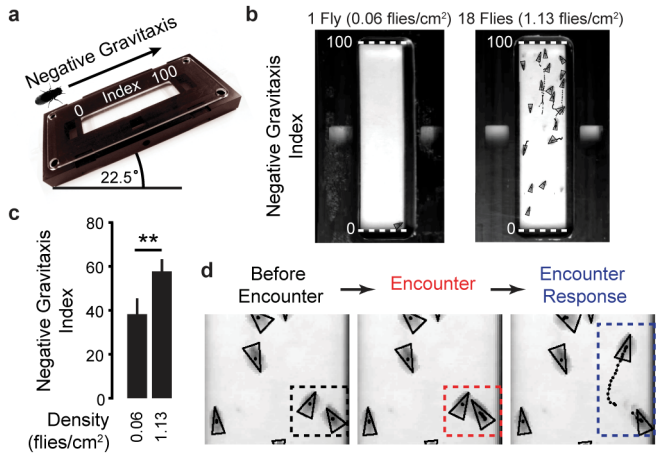 a
Negative Gravitaxis
Index
0
100
22.5°
b
1 Fly (0.06 flies/cm²)
18 Flies (1.13 flies/cm²)
100
100
Negative Gravitaxis
Index
0
0
c
**
Negative Gravitaxis
Index
80
60
40
20
0
Density
(flies/cm²)
0.06
1.13
d
Before
Encounter
Encounter
Encounter
Response